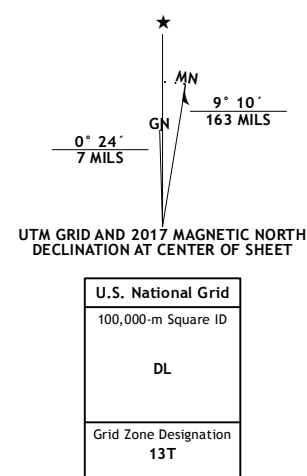 ★
MN
GN
9° 10´
163 MILS
0° 24´
7 MILS
UTM GRID AND 2017 MAGNETIC NORTH
DECLINATION AT CENTER OF SHEET
U.S. National Grid
100,000-m Square ID
DL
Grid Zone Designation
13T